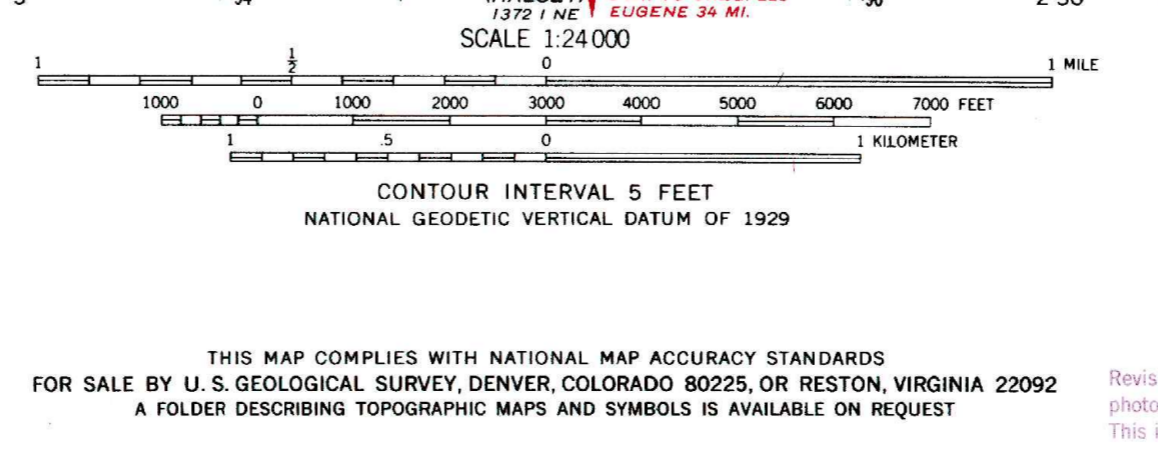 1372 I NE EUGENE 34 MI.
SCALE 1:24 000
1 ½ 0 1 MILE
1000 0 1000 2000 3000 4000 5000 6000 7000 FEET
1 .5 0 1 KILOMETER
CONTOUR INTERVAL 5 FEET
NATIONAL GEODETIC VERTICAL DATUM OF 1929
THIS MAP COMPLIES WITH NATIONAL MAP ACCURACY STANDARDS
FOR SALE BY U. S. GEOLOGICAL SURVEY, DENVER, COLORADO 80225, OR RESTON, VIRGINIA 22092
A FOLDER DESCRIBING TOPOGRAPHIC MAPS AND SYMBOLS IS AVAILABLE ON REQUEST
Revis
photo
This i